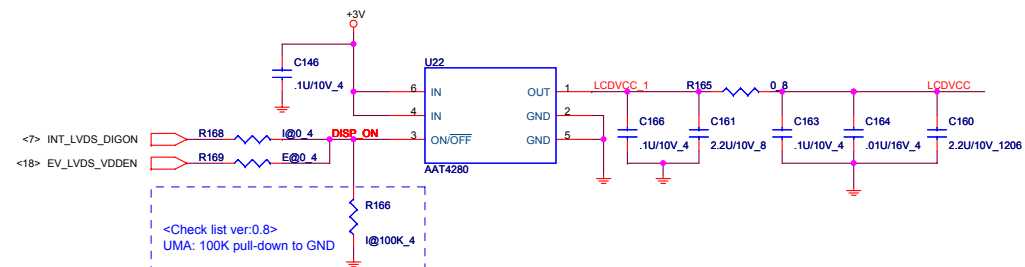 +3V
C146
.1U/10V_4
U22
6 IN
4 IN
3 ON/OFF
OUT 1
GND 2
GND 5
AAT4280
<7> INT_LVDS_DIGON
R168 I@0_4
DISP_ON
<18> EV_LVDS_VDDEN
R169 E@0_4
R166
I@100K_4
<Check list ver:0.8>
UMA: 100K pull-down to GND
LCDVCC_1
R165 0_8
LCDVCC
C166
.1U/10V_4
C161
2.2U/10V_8
C163
.1U/10V_4
C164
.01U/16V_4
C160
2.2U/10V_1206